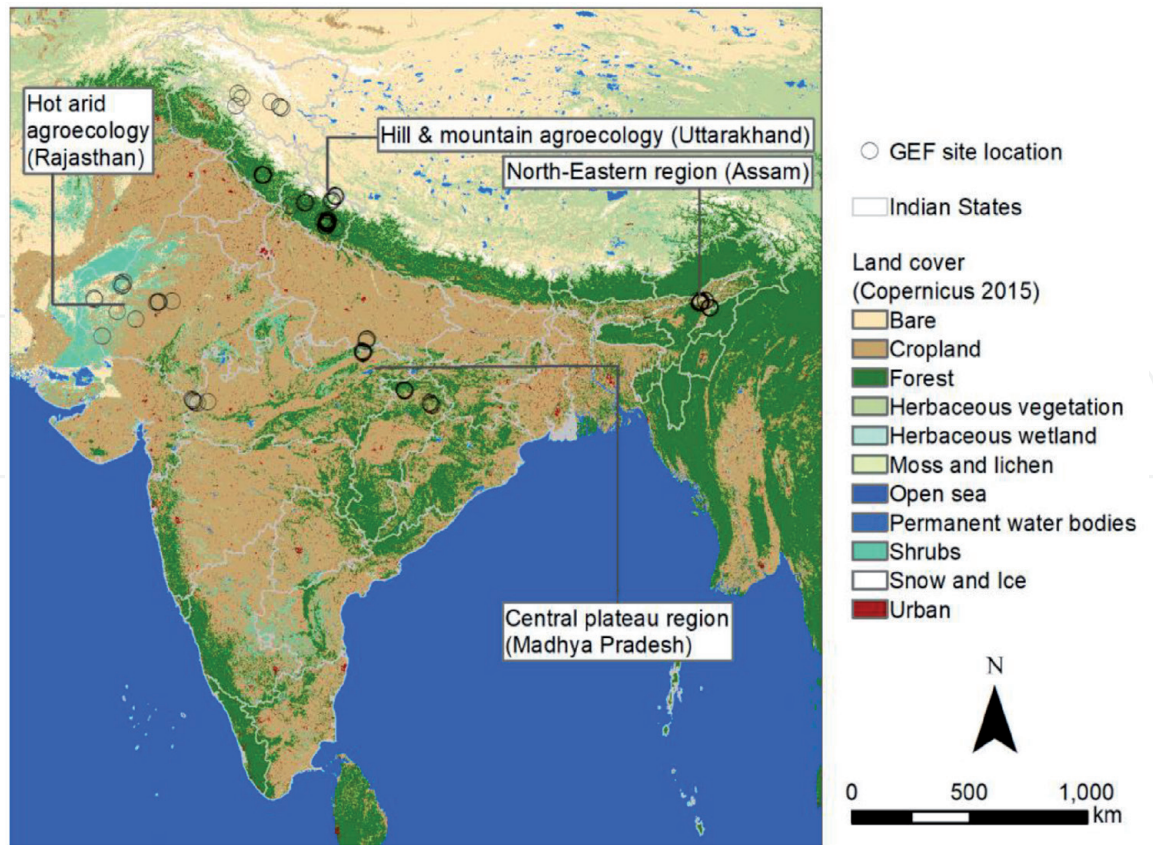 Hot arid
agroecology
(Rajasthan)
Hill & mountain agroecology (Uttarakhand)
North-Eastern region (Assam)
Central plateau region
(Madhya Pradesh)
GEF site location
Indian States
Land cover
(Copernicus 2015)
Bare
Cropland
Forest
Herbaceous vegetation
Herbaceous wetland
Moss and lichen
Open sea
Permanent water bodies
Shrubs
Snow and Ice
Urban
N
0 500 1,000
km